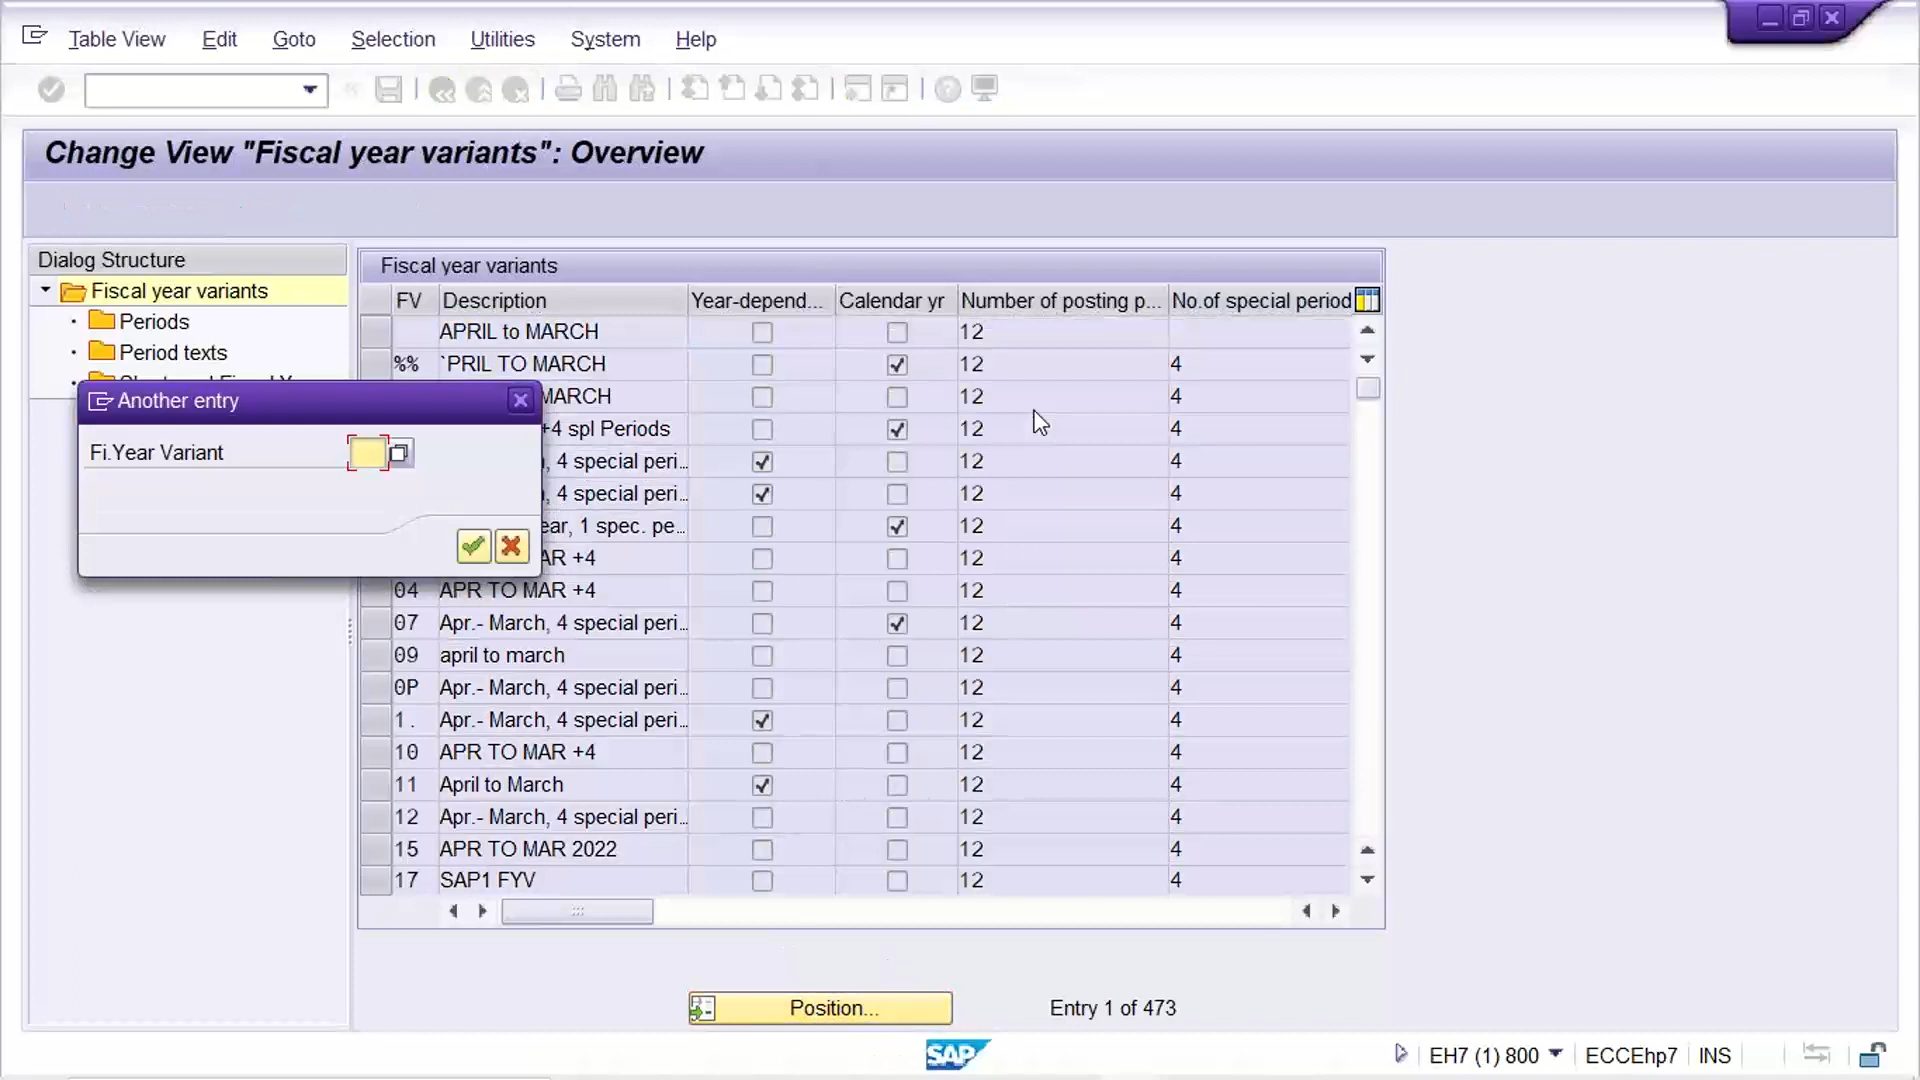 Table View Edit Goto Selection Utilities System Help
Change View "Fiscal year variants": Overview
Dialog Structure
Fiscal year variants
Periods
Period texts
Another entry
Fi.Year Variant
Fiscal year variants
FV Description Year-depend... Calendar yr Number of posting p... No.of special period
APRIL to MARCH 12
%% `PRIL TO MARCH 12 4
MARCH 12 4
+4 spl Periods 12 4
, 4 special peri... 12 4
, 4 special peri... 12 4
ear, 1 spec. pe... 12 4
AR +4 12 4
04 APR TO MAR +4 12 4
07 Apr.- March, 4 special peri... 12 4
09 april to march 12 4
0P Apr.- March, 4 special peri... 12 4
1. Apr.- March, 4 special peri... 12 4
10 APR TO MAR +4 12 4
11 April to March 12 4
12 Apr.- March, 4 special peri... 12 4
15 APR TO MAR 2022 12 4
17 SAP1 FYV 12 4
Position... Entry 1 of 473
SAP EH7 (1) 800 ECCEhp7 INS